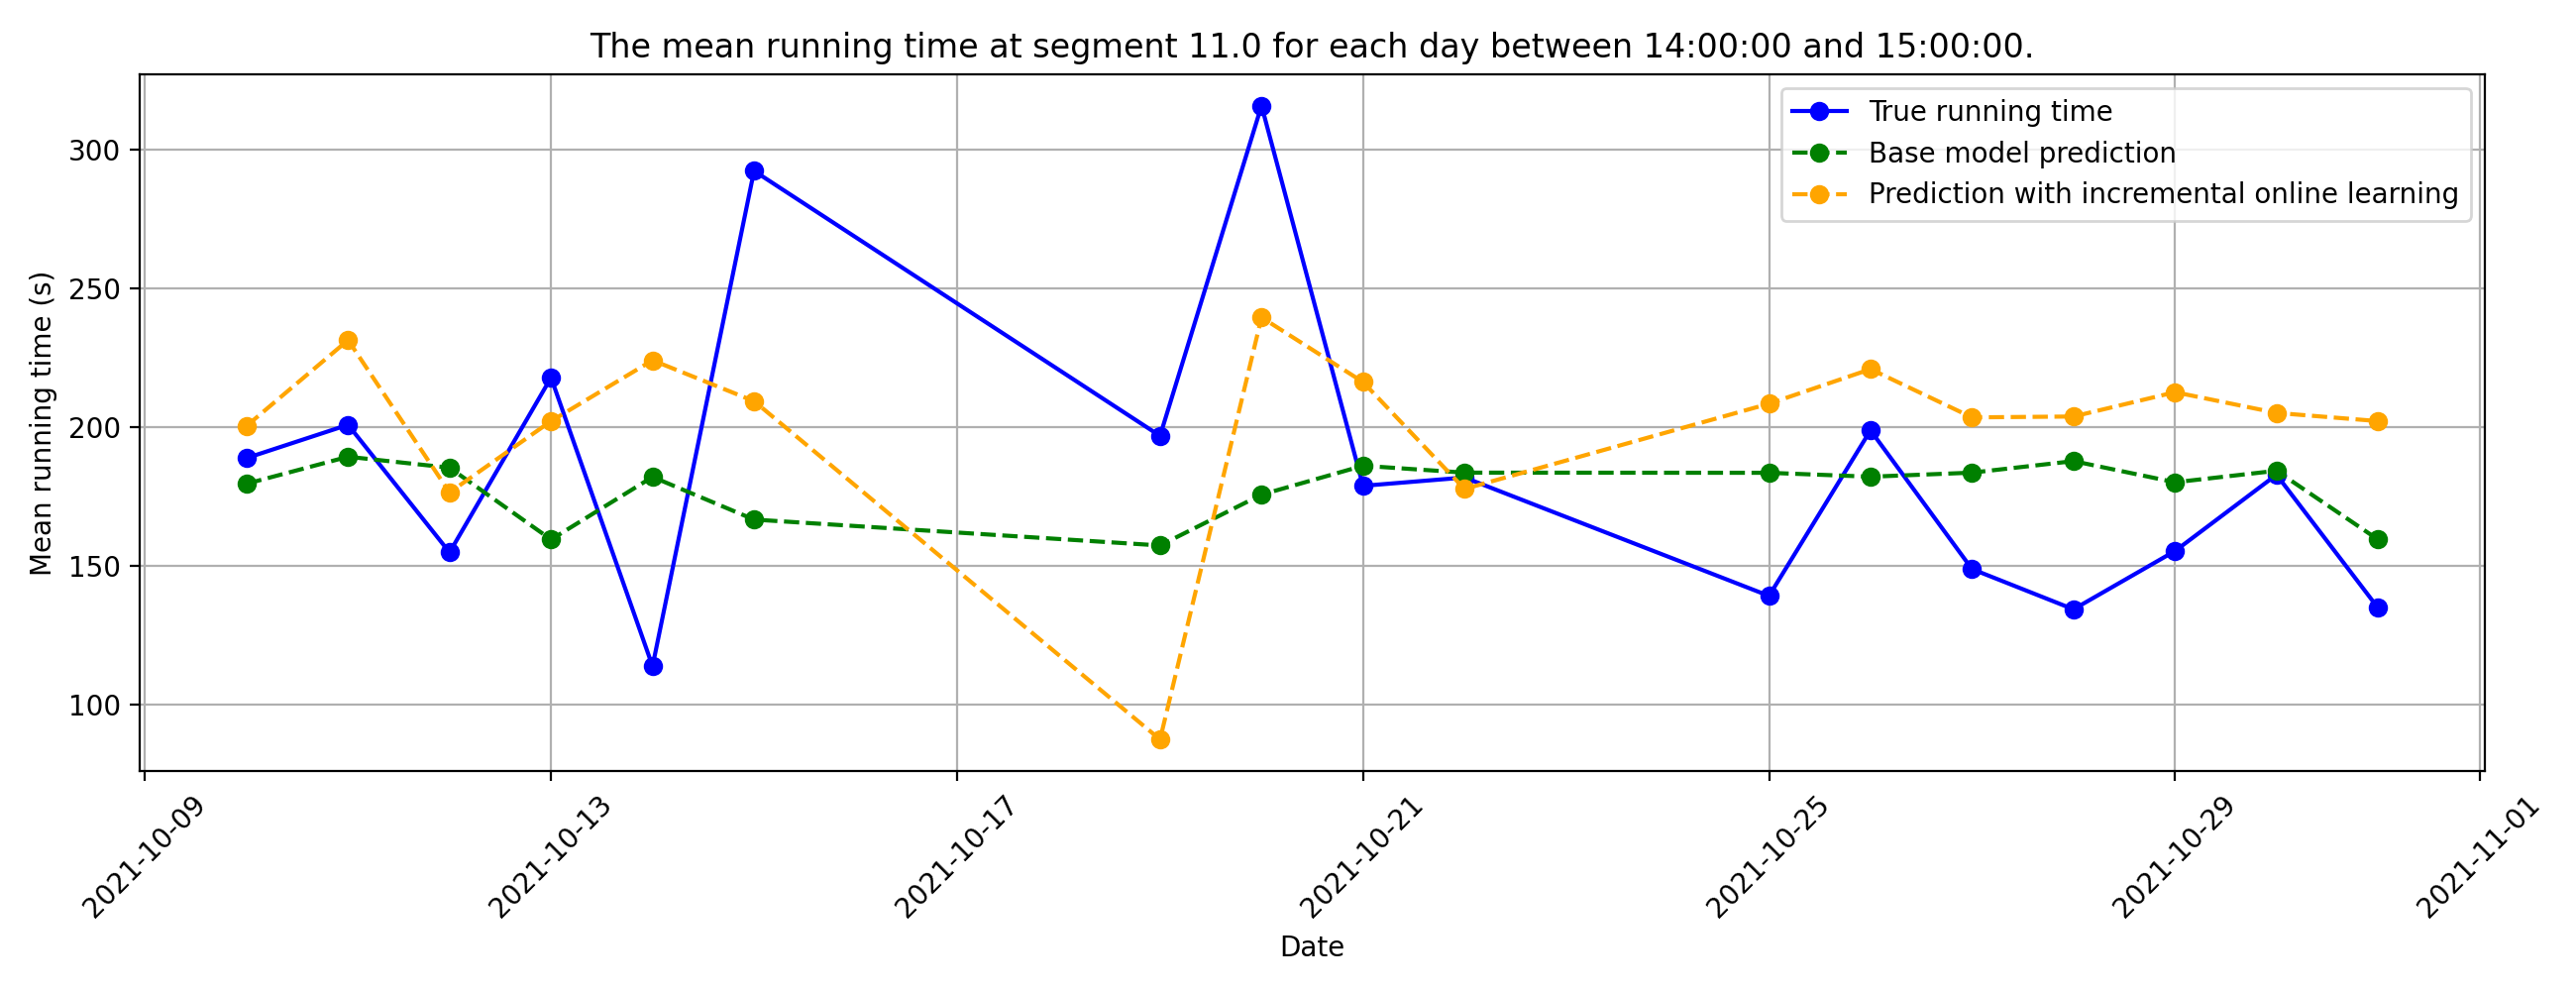 The mean running time at segment 11.0 for each day between 14:00:00 and 15:00:00.
True running time
Base model prediction
Prediction with incremental online learning
Mean running time (s)
300
250
200
150
100
2021-10-09
2021-10-13
2021-10-17
2021-10-21
2021-10-25
2021-10-29
2021-11-01
Date